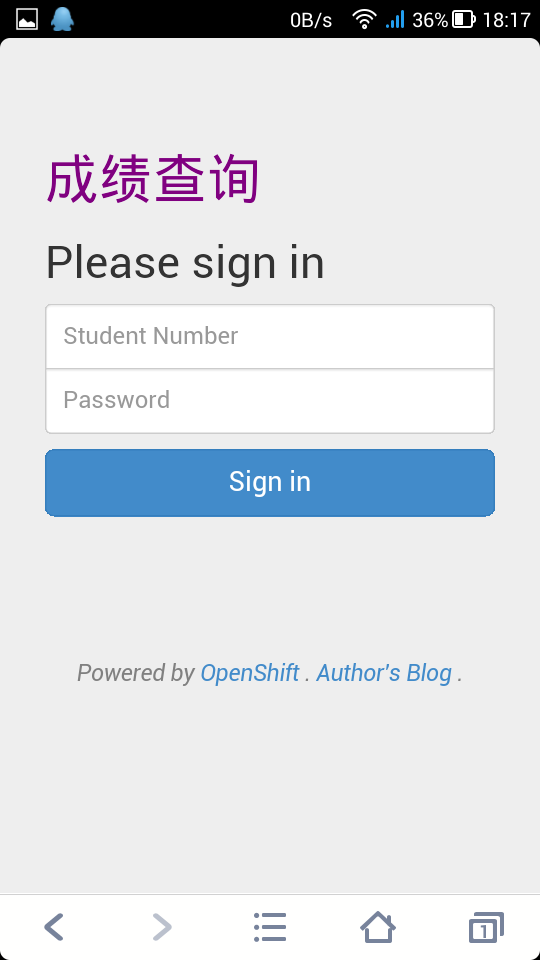 0B/s 36% 18:17
成绩查询
Please sign in
Student Number
Password
Sign in
Powered by OpenShift . Author's Blog .
1